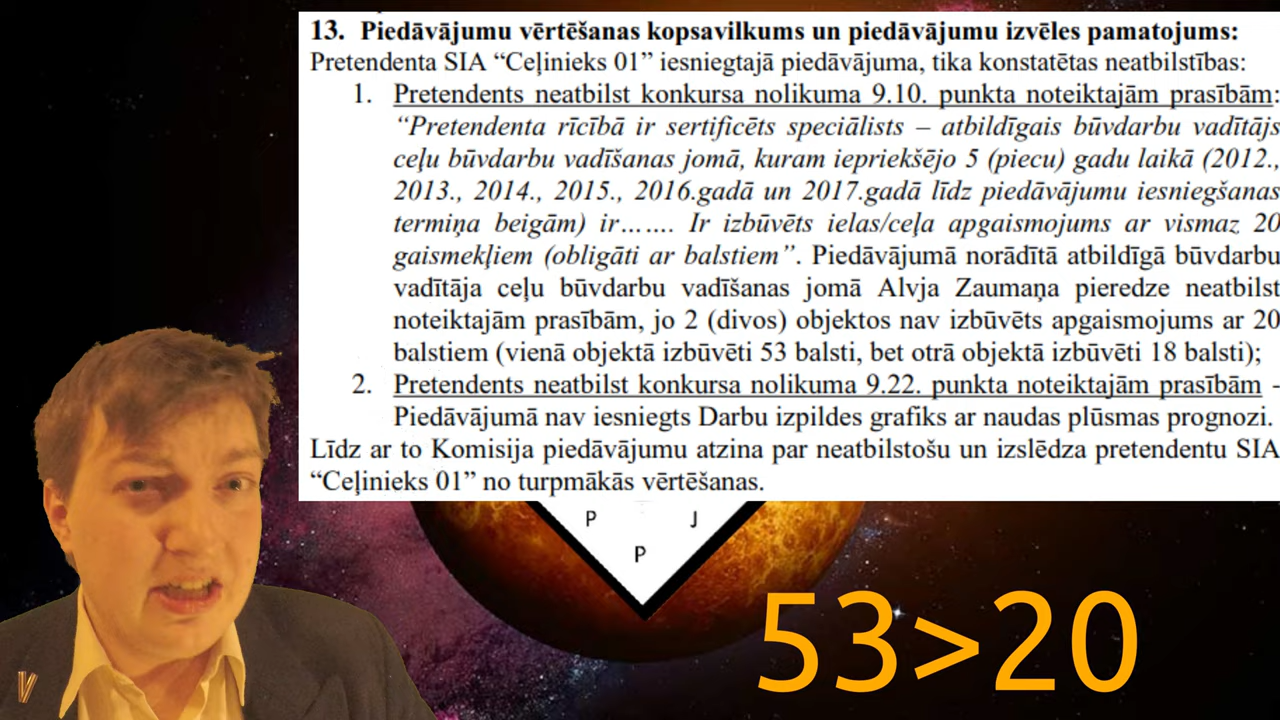 13. Piedāvājumu vērtēšanas kopsavilkums un piedāvājumu izvēles pamatojums:
Pretendenta SIA “Ceļinieks 01” iesniegtajā piedāvājuma, tika konstatētas neatbilstības:
1. Pretendents neatbilst konkursa nolikuma 9.10. punkta noteiktajām prasībām:
“Pretendenta rīcībā ir sertificēts speciālists – atbildīgais būvdarbu vadītājs
ceļu būvdarbu vadīšanas jomā, kuram iepriekšējo 5 (piecu) gadu laikā (2012.,
2013., 2014., 2015., 2016.gadā un 2017.gadā līdz piedāvājumu iesniegšanas
termiņa beigām) ir……. Ir izbūvēts ielas/ceļa apgaismojums ar vismaz 20
gaismekļiem (obligāti ar balstiem”. Piedāvājumā norādītā atbildīgā būvdarbu
vadītāja ceļu būvdarbu vadīšanas jomā Alvja Zaumaņa pieredze neatbilst
noteiktajām prasībām, jo 2 (divos) objektos nav izbūvēts apgaismojums ar 20
balstiem (vienā objektā izbūvēti 53 balsti, bet otrā objektā izbūvēti 18 balsti);
2. Pretendents neatbilst konkursa nolikuma 9.22. punkta noteiktajām prasībām -
Piedāvājumā nav iesniegts Darbu izpildes grafiks ar naudas plūsmas prognozi.
Līdz ar to Komisija piedāvājumu atzina par neatbilstošu un izslēdza pretendentu SIA
“Ceļinieks 01” no turpmākās vērtēšanas.
P J
P
53>20
V